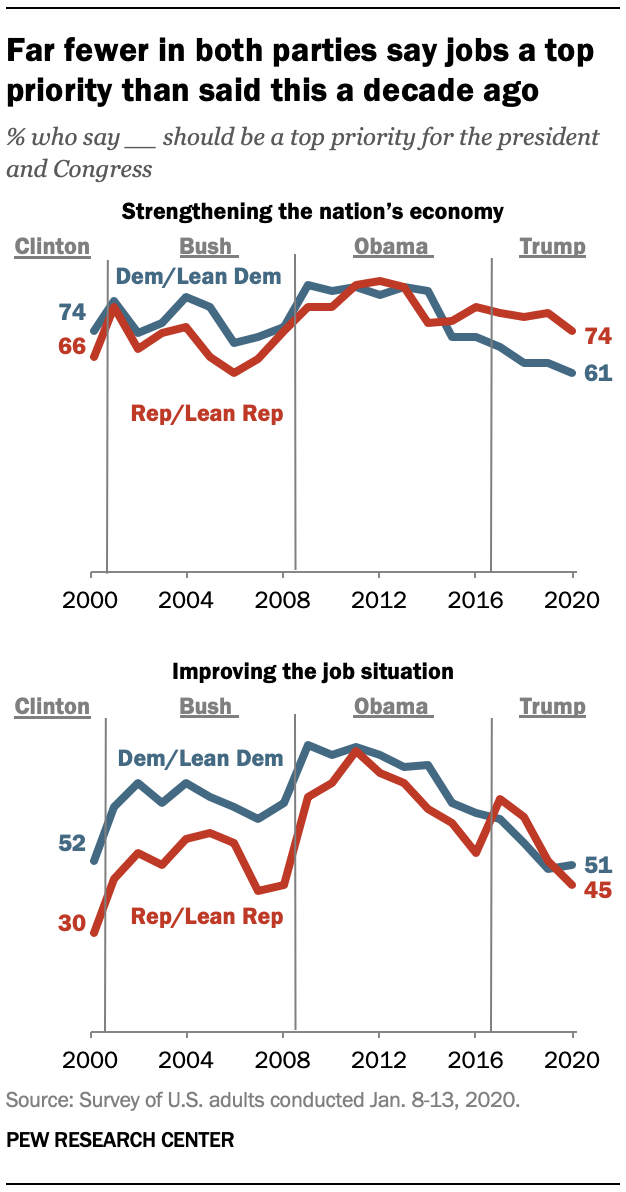 Far fewer in both parties say jobs a top
priority than said this a decade ago
% who say __ should be a top priority for the president
and Congress
Strengthening the nation's economy
Clinton Bush Obama Trump
Dem/Lean Dem
74
66
74
61
Rep/Lean Rep
2000 2004 2008 2012 2016 2020
Improving the job situation
Clinton Bush Obama Trump
Dem/Lean Dem
52
51
45
Rep/Lean Rep
30
2000 2004 2008 2012 2016 2020
Source: Survey of U.S. adults conducted Jan. 8-13, 2020.
PEW RESEARCH CENTER